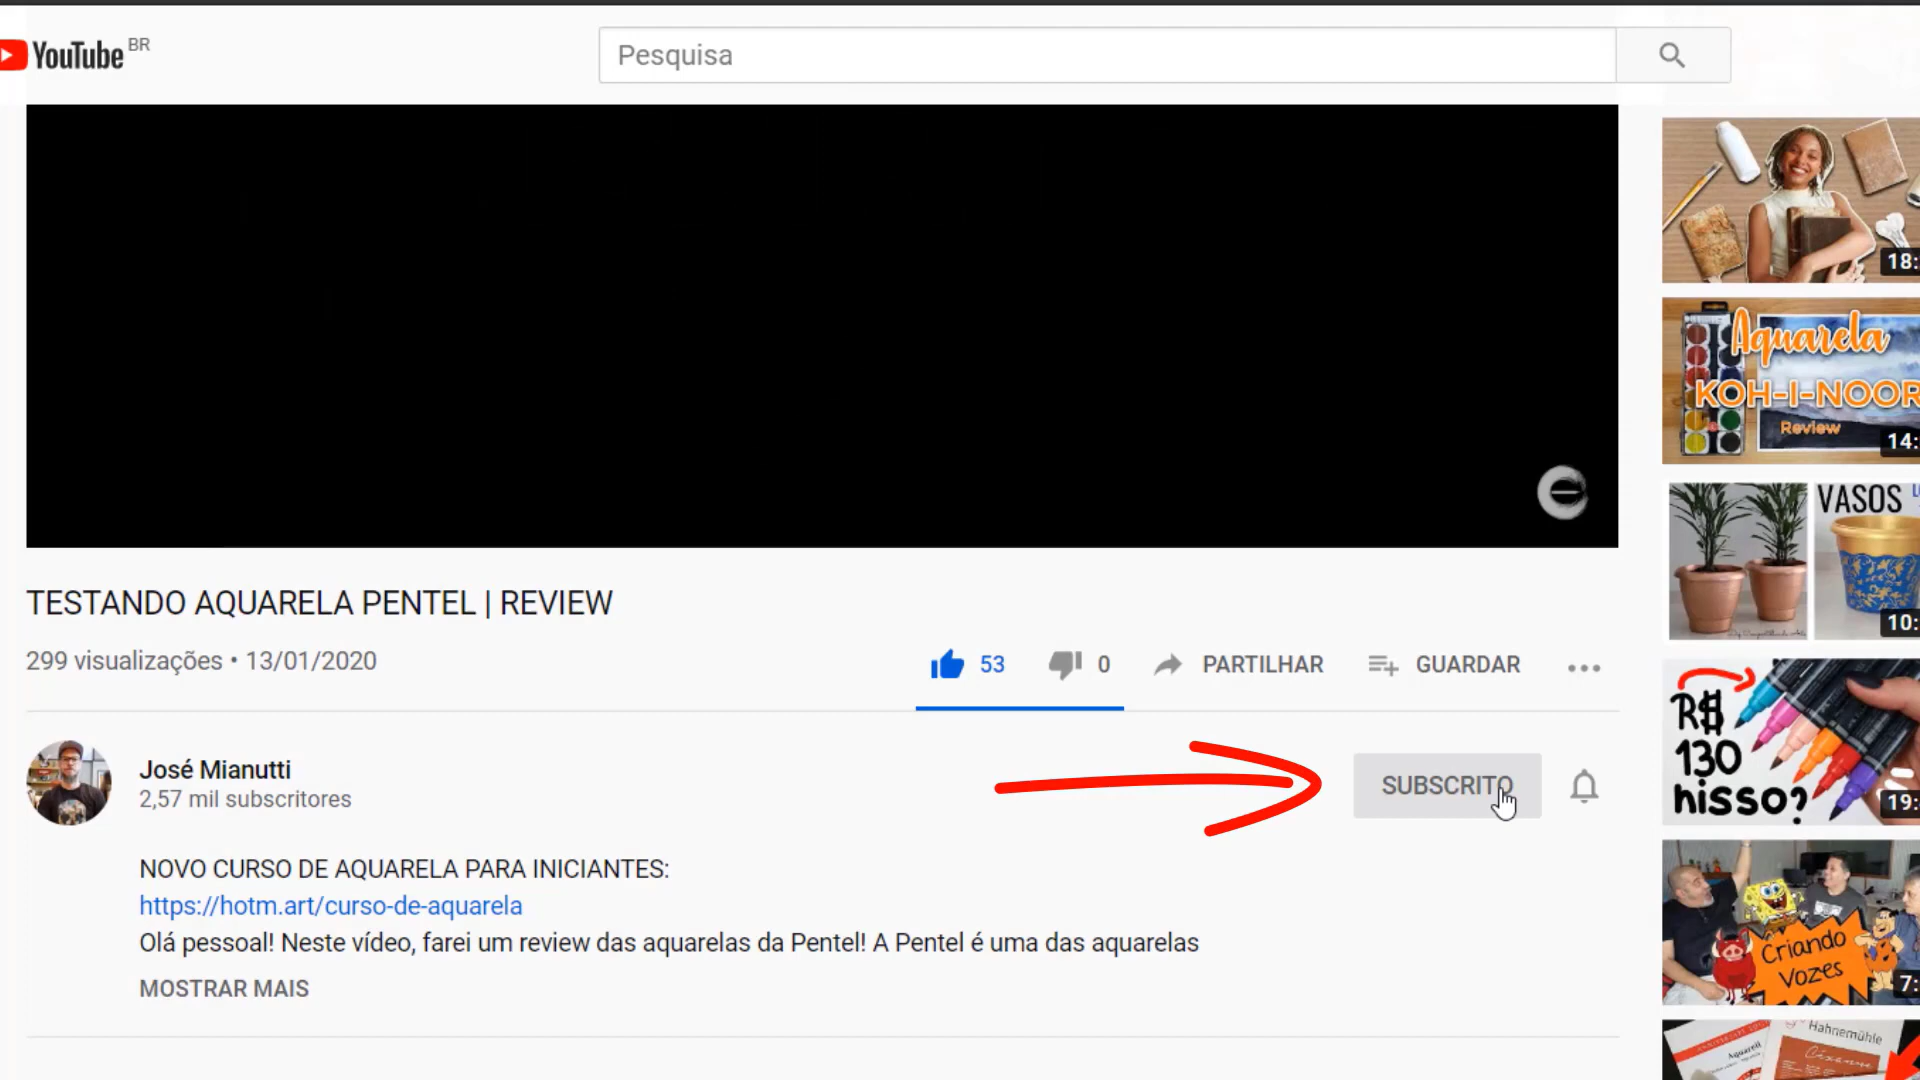 YouTube BR
Pesquisa
TESTANDO AQUARELA PENTEL | REVIEW
299 visualizações • 13/01/2020
53
0
PARTILHAR
GUARDAR
José Mianutti
2,57 mil subscritores
SUBSCRITO
NOVO CURSO DE AQUARELA PARA INICIANTES:
https://hotm.art/curso-de-aquarela
Olá pessoal! Neste vídeo, farei um review das aquarelas da Pentel! A Pentel é uma das aquarelas
MOSTRAR MAIS
18:
Aquarela
KOH-I-NOOR
Review
14:
VASOS
10:
R$
130
nisso?
19:
Criando
Vozes
7:
Hahnemühle
Aquarell
Cézanne